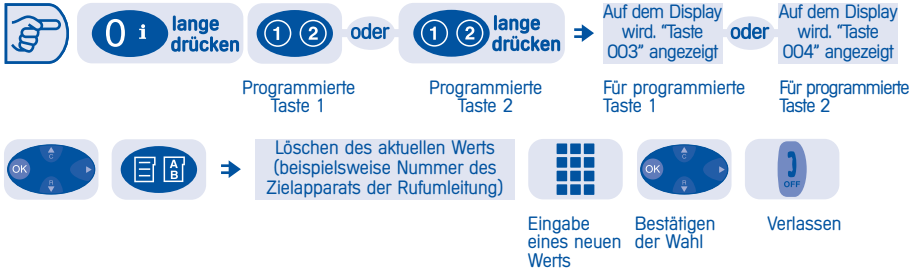 0 i
lange
drücken
1 2
oder
1 2
lange
drücken
Auf dem Display
wird. "Taste
003" angezeigt
oder
Auf dem Display
wird. "Taste
004" angezeigt
Programmierte
Taste 1
Programmierte
Taste 2
Für programmierte
Taste 1
Für programmierte
Taste 2
OK
C
R
A
B
Löschen des aktuellen Werts
(beispielsweise Nummer des
Zielapparats der Rufumleitung)
OK
C
R
OFF
Eingabe
eines neuen
Werts
Bestätigen
der Wahl
Verlassen